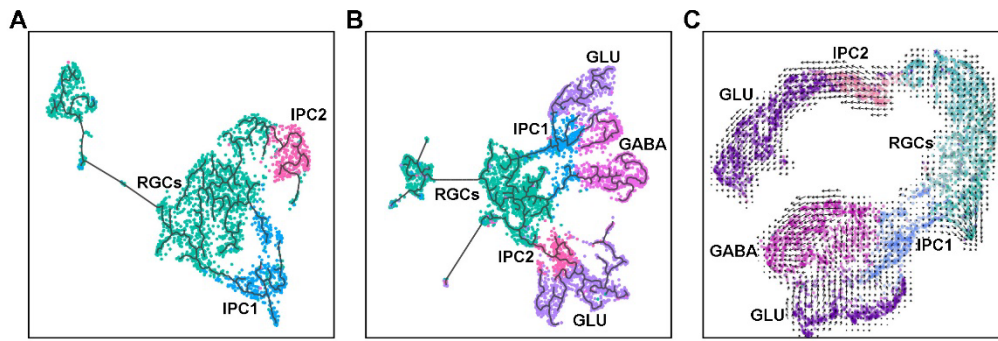 A
IPC2
RGCs
IPC1
B
GLU
IPC1
GABA
RGCs
IPC2
GLU
C
IPC2
GLU
RGCs
GABA
IPC1
GLU